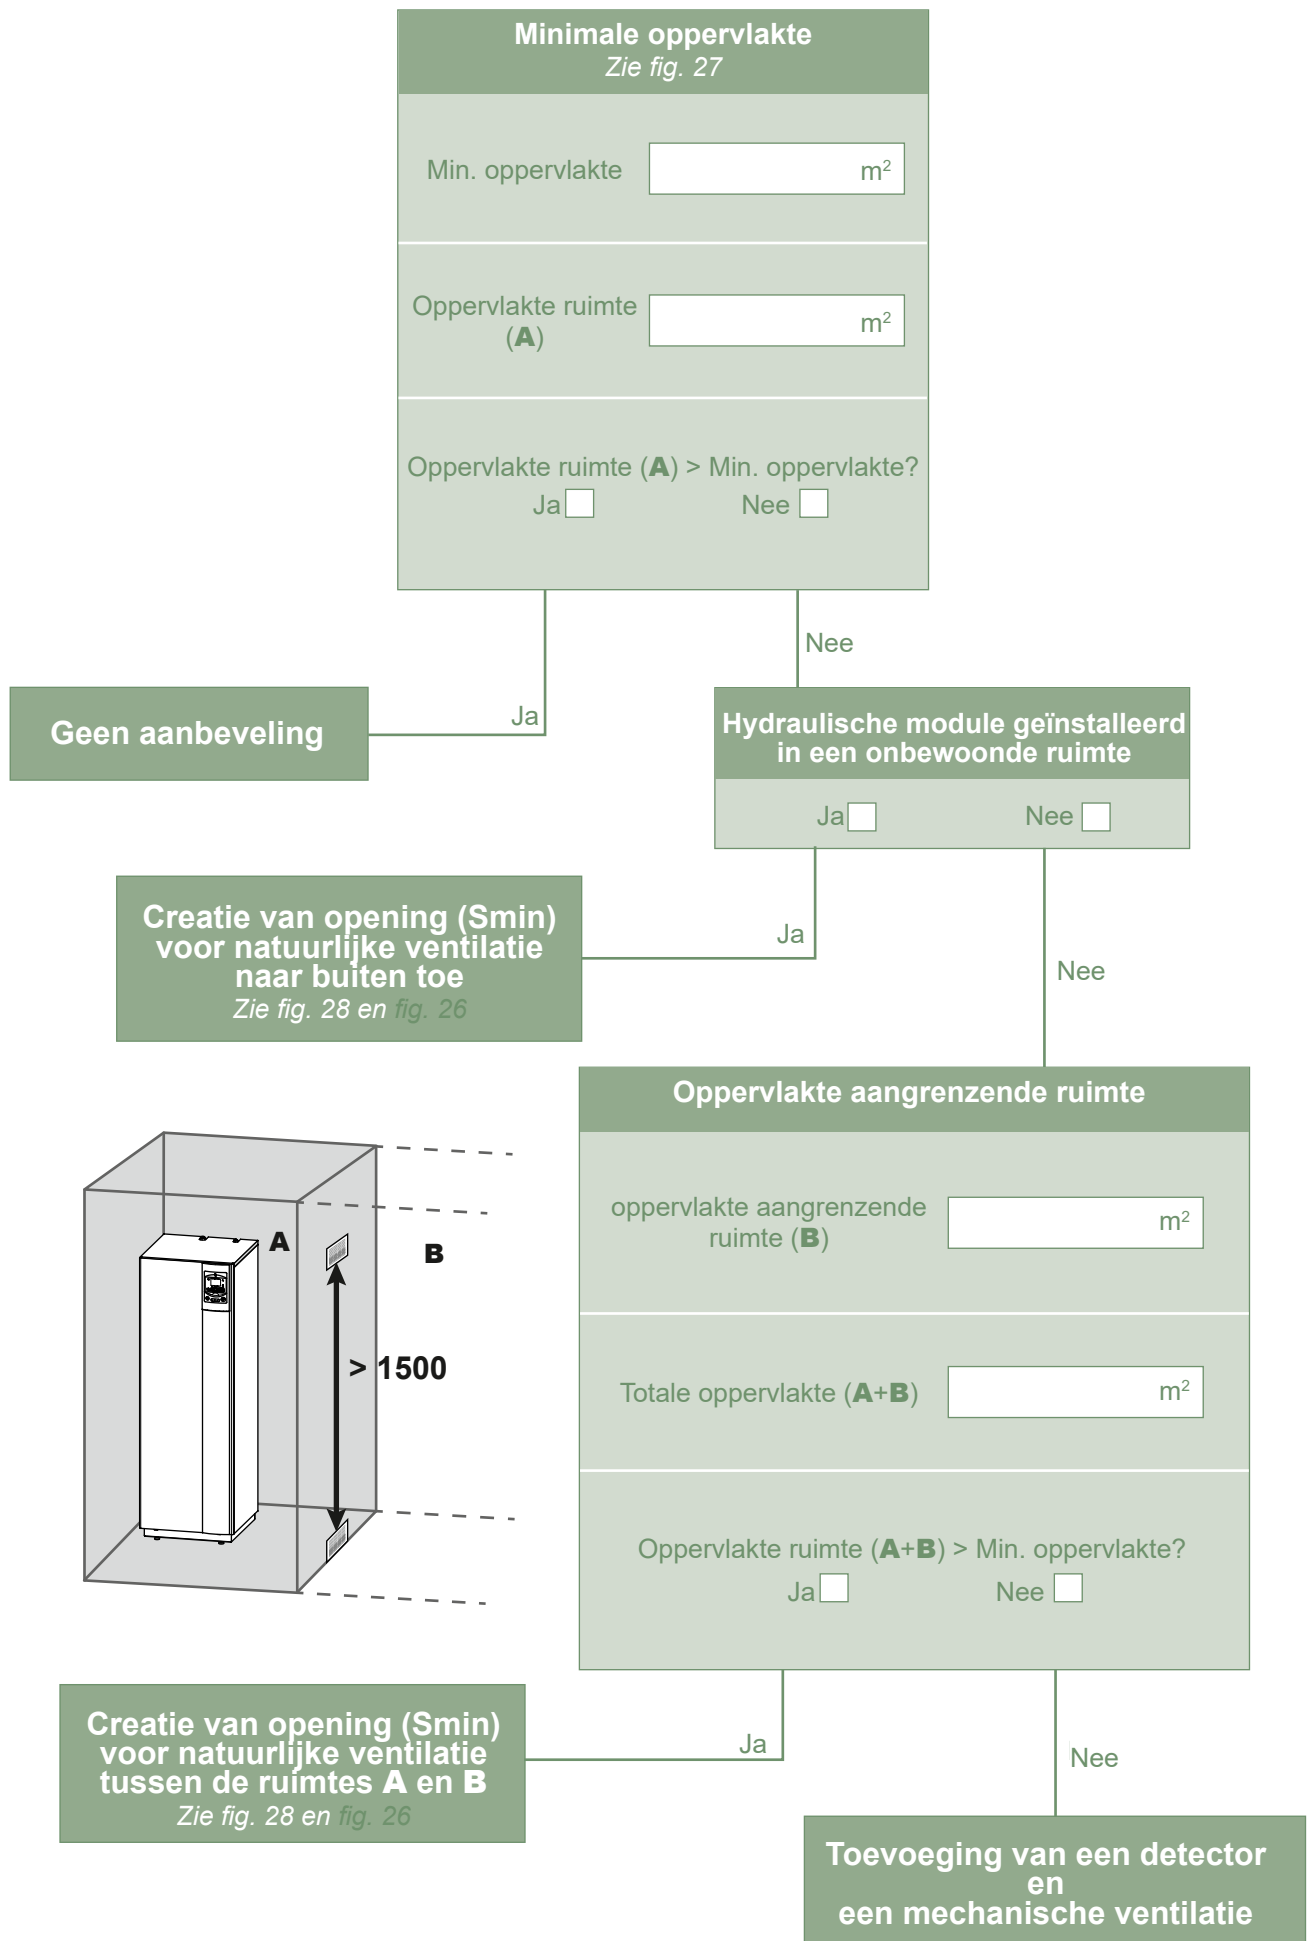 Minimale oppervlakte
Zie fig. 27
Min. oppervlakte
m²
Oppervlakte ruimte
(A)
m²
Oppervlakte ruimte (A) > Min. oppervlakte?
Ja
Nee
Nee
Ja
Geen aanbeveling
Hydraulische module geïnstalleerd
in een onbewoonde ruimte
Ja
Nee
Creatie van opening (Smin)
voor natuurlijke ventilatie
naar buiten toe
Zie fig. 28 en fig. 26
Ja
Nee
Oppervlakte aangrenzende ruimte
oppervlakte aangrenzende
ruimte (B)
m²
A
B
> 1500
Totale oppervlakte (A+B)
m²
Oppervlakte ruimte (A+B) > Min. oppervlakte?
Ja
Nee
Creatie van opening (Smin)
voor natuurlijke ventilatie
tussen de ruimtes A en B
Zie fig. 28 en fig. 26
Ja
Nee
Toevoeging van een detector
en
een mechanische ventilatie